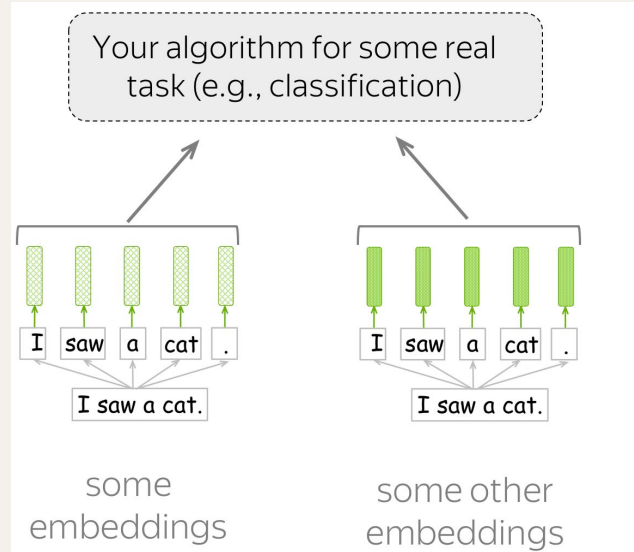 Your algorithm for some real
task (e.g., classification)
I saw a cat .
I saw a cat.
some
embeddings
I saw a cat .
I saw a cat.
some other
embeddings